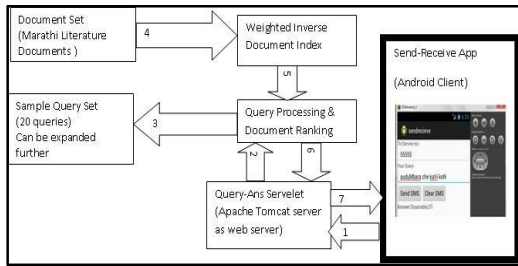 Document Set
(Marathi Literature
Documents )
4
Weighted Inverse
Document Index
5
Sample Query Set
(20 queries)
Can be expanded
further
3
Query Processing &
Document Ranking
2
6
Query-Ans Servelet
(Apache Tomcat server
as web server)
7
1
Send-Receive App
(Android Client)
sendrecieve
55555
Send SMS
Clear SMS